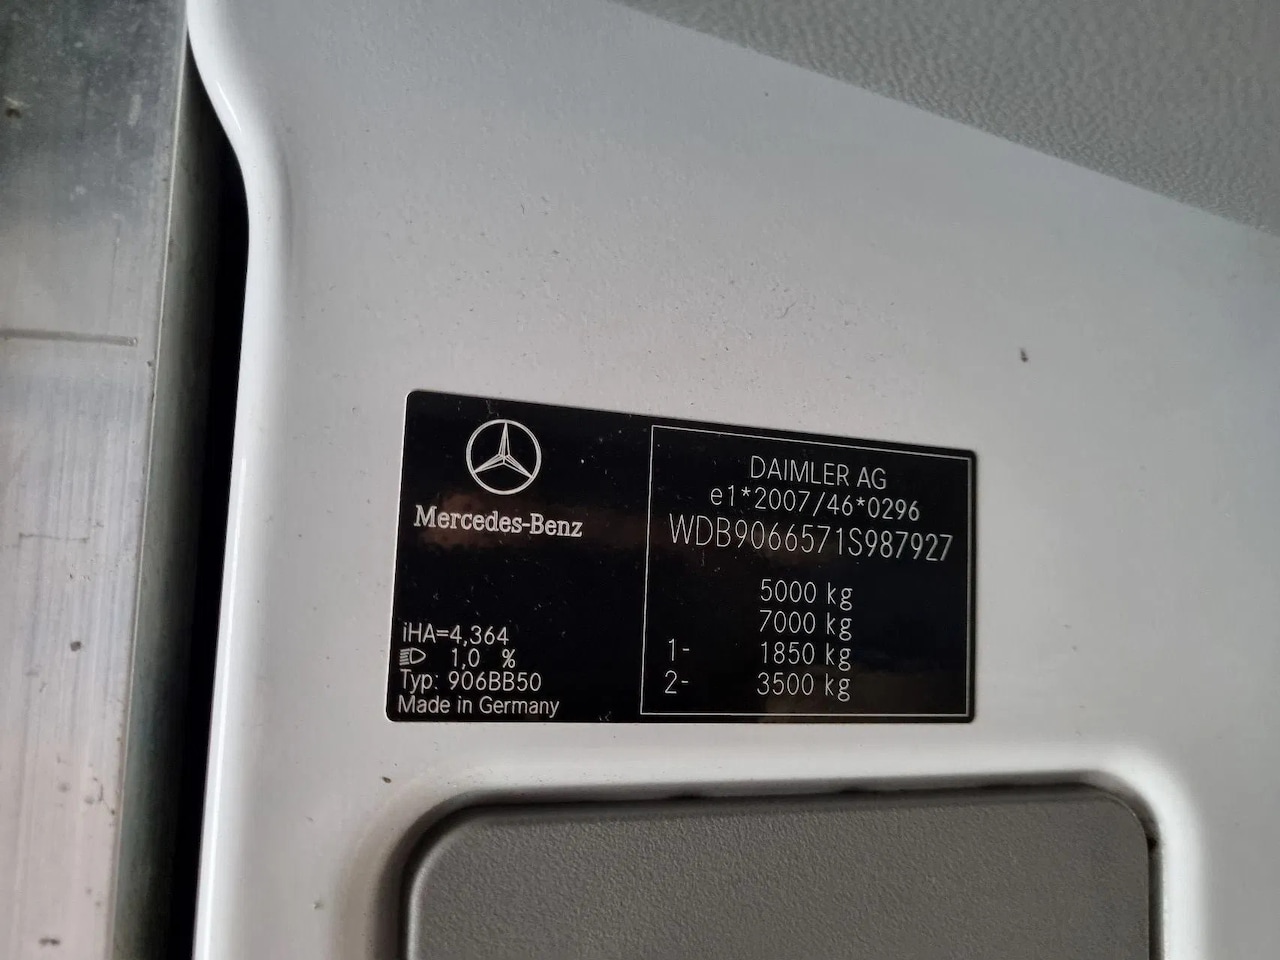 Mercedes-Benz
iHA=4,364
1,0 %
Typ: 906BB50
Made in Germany
DAIMLER AG
e1*2007/46*0296
WDB9066571S987927
5000 kg
7000 kg
1- 1850 kg
2- 3500 kg